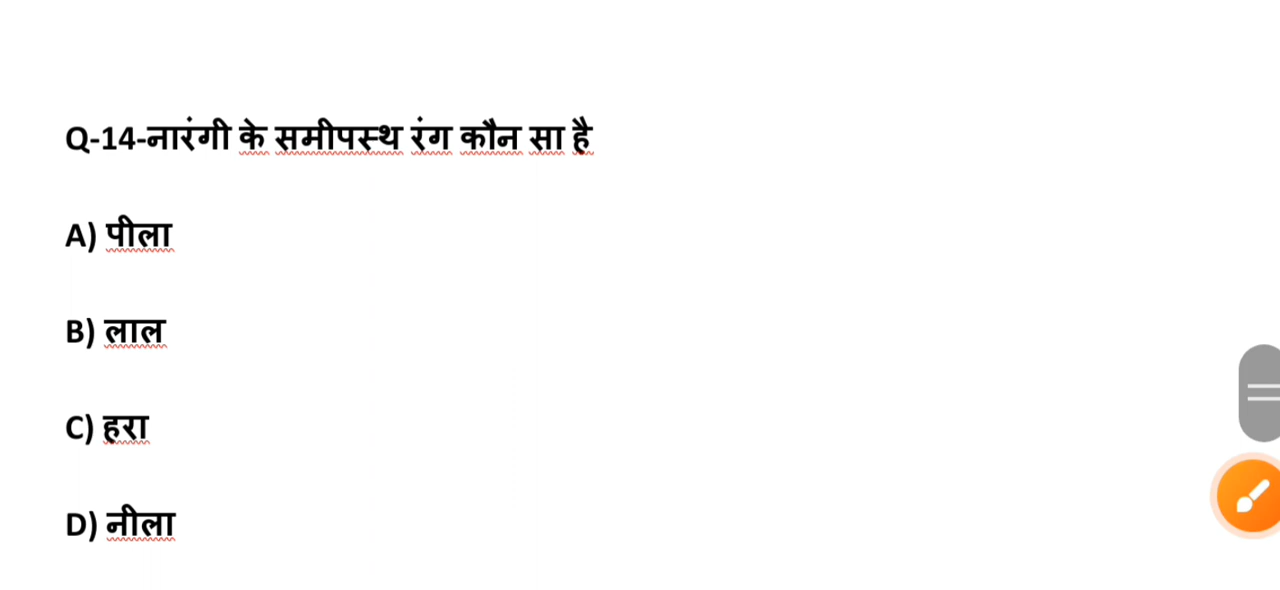 Q-14-नारंगी के समीपस्थ रंग कौन सा है
A) पीला
B) लाल
C) हरा
D) नीला